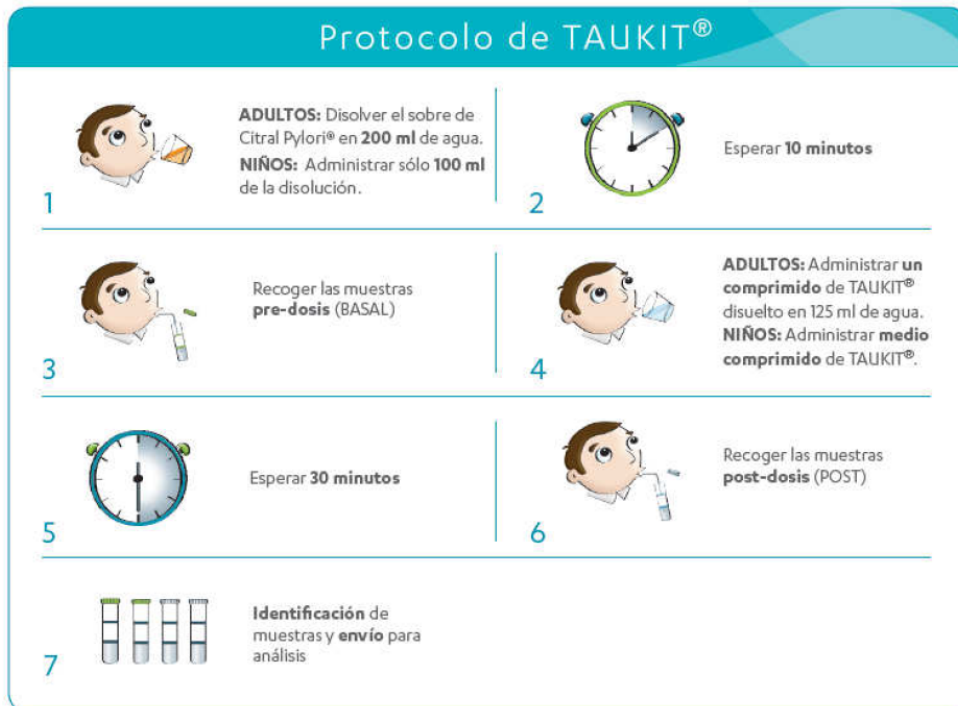 Protocolo de TAUKIT®
ADULTOS: Disolver el sobre de
Citral Pylori® en 200 ml de agua.
NIÑOS: Administrar sólo 100 ml
de la disolución.
1
Esperar 10 minutos
2
Recoger las muestras
pre-dosis (BASAL)
3
ADULTOS: Administrar un
comprimido de TAUKIT®
disuelto en 125 ml de agua.
NIÑOS: Administrar medio
comprimido de TAUKIT®.
4
Esperar 30 minutos
5
Recoger las muestras
post-dosis (POST)
6
Identificación de
muestras y envío para
análisis
7